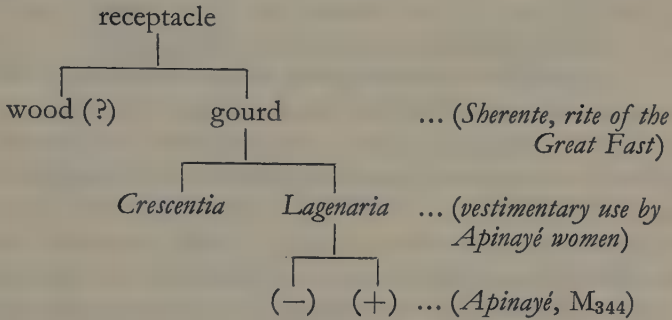 receptacle
wood (?) gourd ... (Sherente, rite of the
Great Fast)
Crescentia Lagenaria ... (vestimentary use by
Apinayé women)
(—) (+) ... (Apinayé, M344)